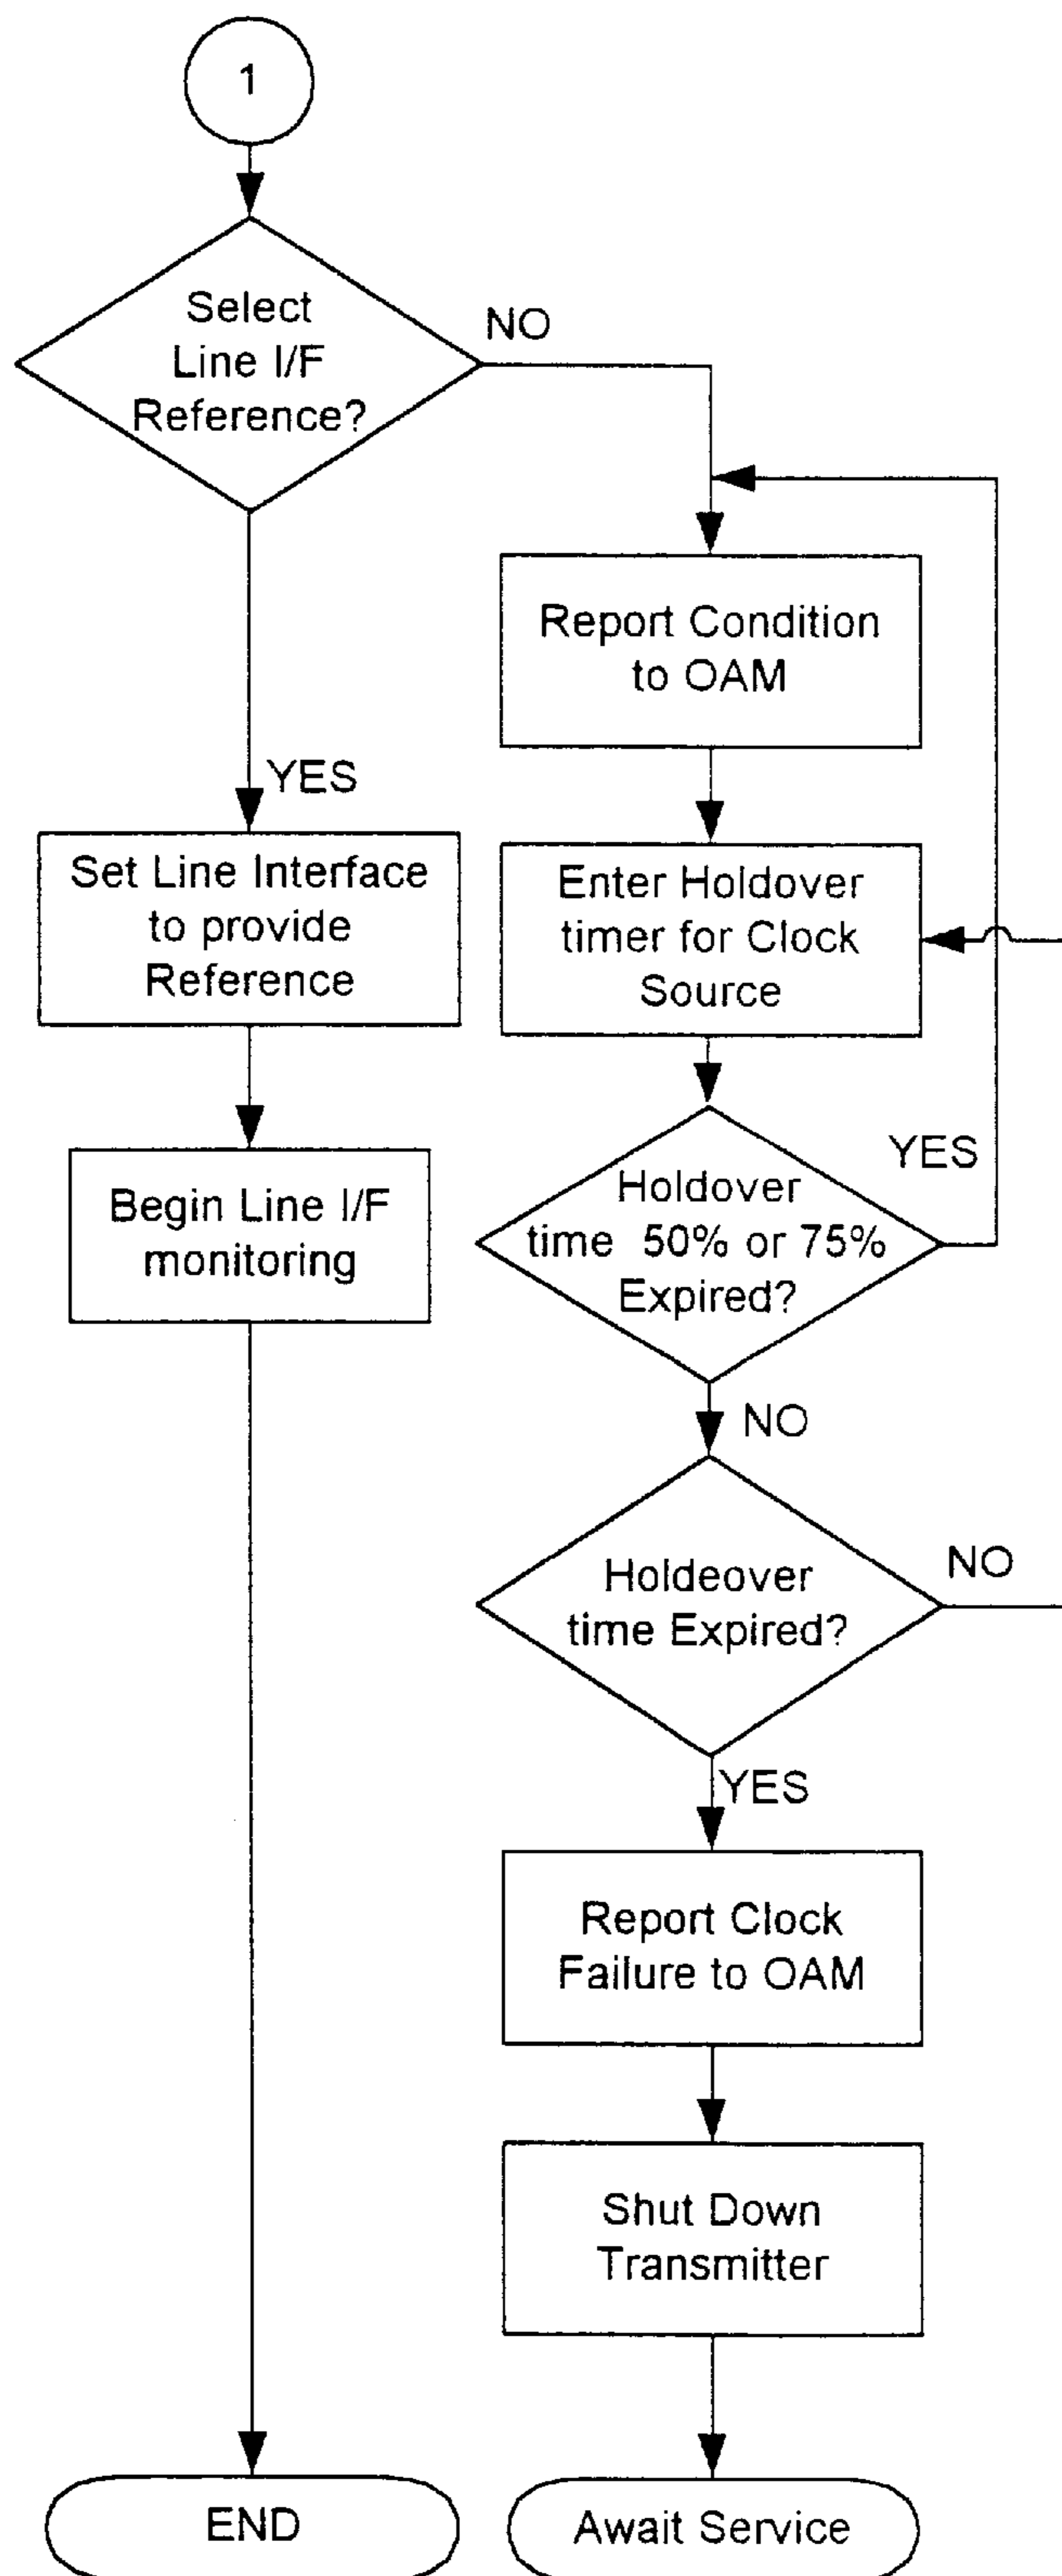 1
Select
Line I/F
Reference?
NO
YES
Set Line Interface
to provide
Reference
Begin Line I/F
monitoring
END
Report Condition
to OAM
Enter Holdover
timer for Clock
Source
Holdover
time 50% or 75%
Expired?
YES
NO
Holdeover
time Expired?
NO
YES
Report Clock
Failure to OAM
Shut Down
Transmitter
Await Service